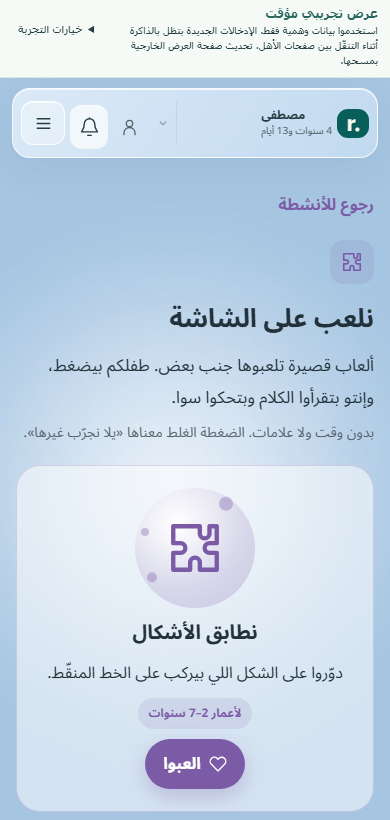 عرض تجريبي مؤقت
استخدموا بيانات وهمية فقط. الإدخالات الجديدة بتظل بالذاكرة
أثناء التنقّل بين صفحات الأهل. تحديث صفحة العرض الخارجية
بمسحها.
◀ خيارات التجربة
r.
مصطفى
4 سنوات و13 أيام
رجوع للأنشطة
نلعب على الشاشة
ألعاب قصيرة تلعبوها جنب بعض. طفلكم بيضغط،
وإنتو بتقرأوا الكلام وبتحكوا سوا.
بدون وقت ولا علامات. الضغطة الغلط معناها «يلا نجرّب غيرها».
نطابق الأشكال
دوّروا على الشكل اللي بيركب على الخط المنقّط.
لأعمار 2–7 سنوات
العبوا